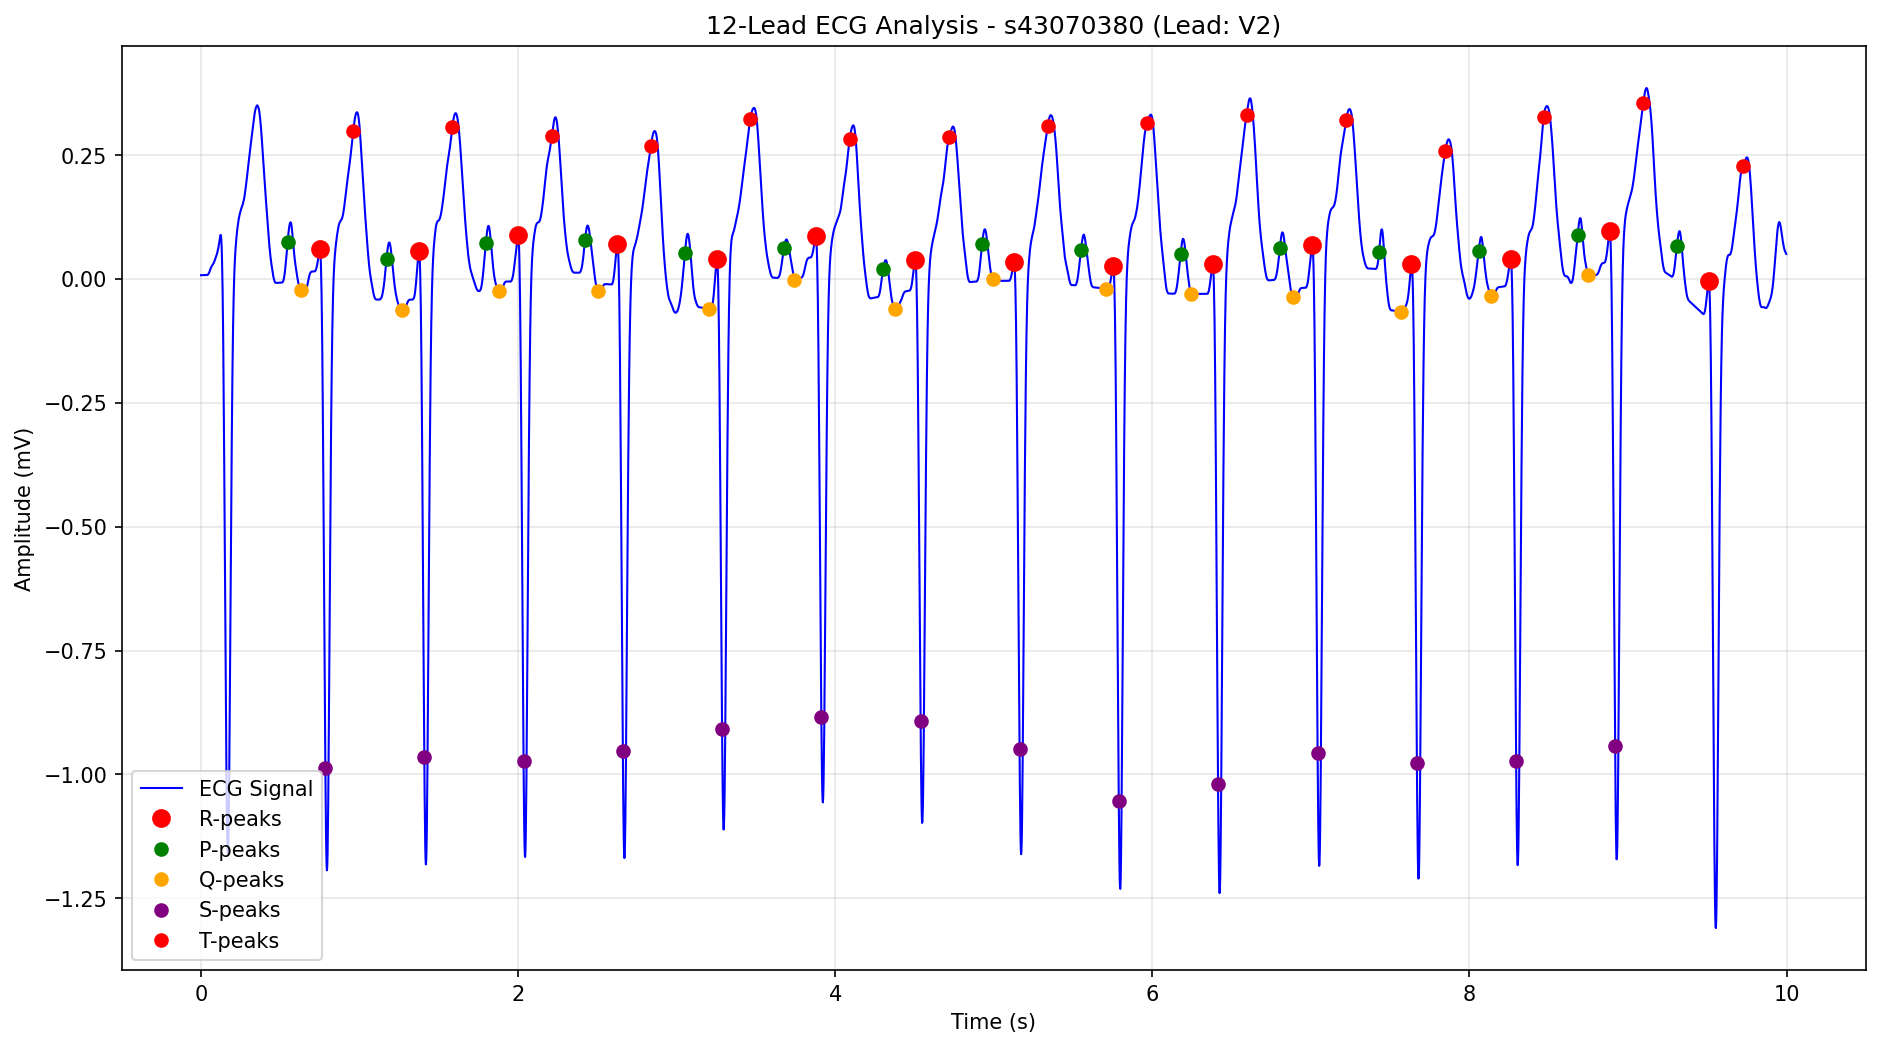 12-Lead ECG Analysis - s43070380 (Lead: V2)
Amplitude (mV)
0.25
0.00
−0.25
−0.50
−0.75
−1.00
−1.25
ECG Signal
R-peaks
P-peaks
Q-peaks
S-peaks
T-peaks
0 2 4 6 8 10
Time (s)